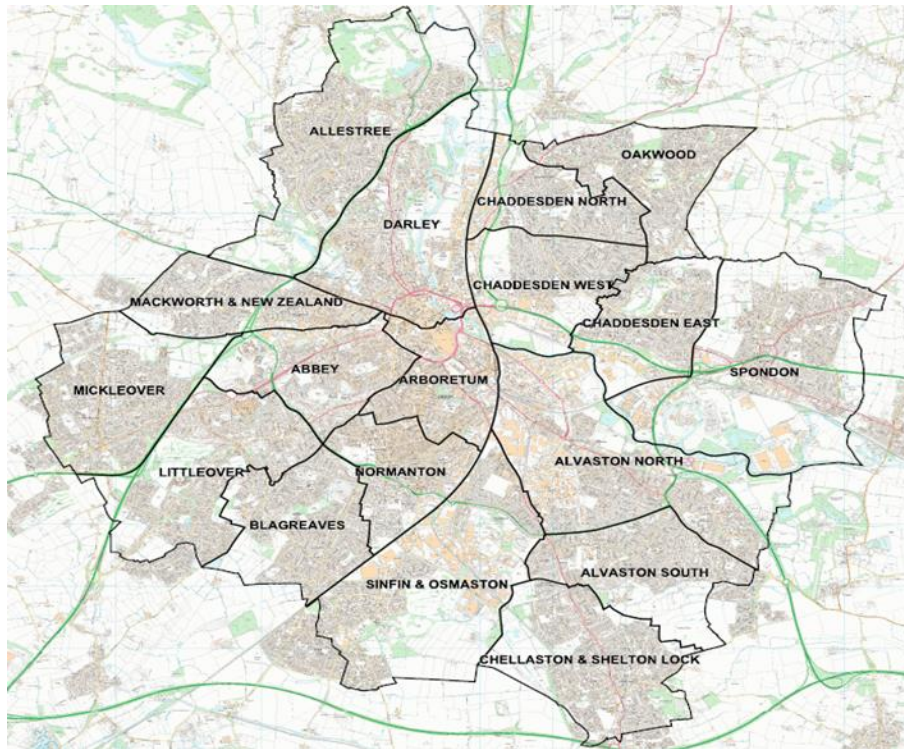 ALLESTREE
OAKWOOD
CHADDESDEN NORTH
DARLEY
CHADDESDEN WEST
MACKWORTH & NEW ZEALAND
CHADDESDEN EAST
ABBEY
SPONDON
ARBORETUM
MICKLEOVER
ALVASTON NORTH
LITTLEOVER
NORMANTON
BLAGREAVES
ALVASTON SOUTH
SINFIN & OSMASTON
CHELLASTON & SHELTON LOCK